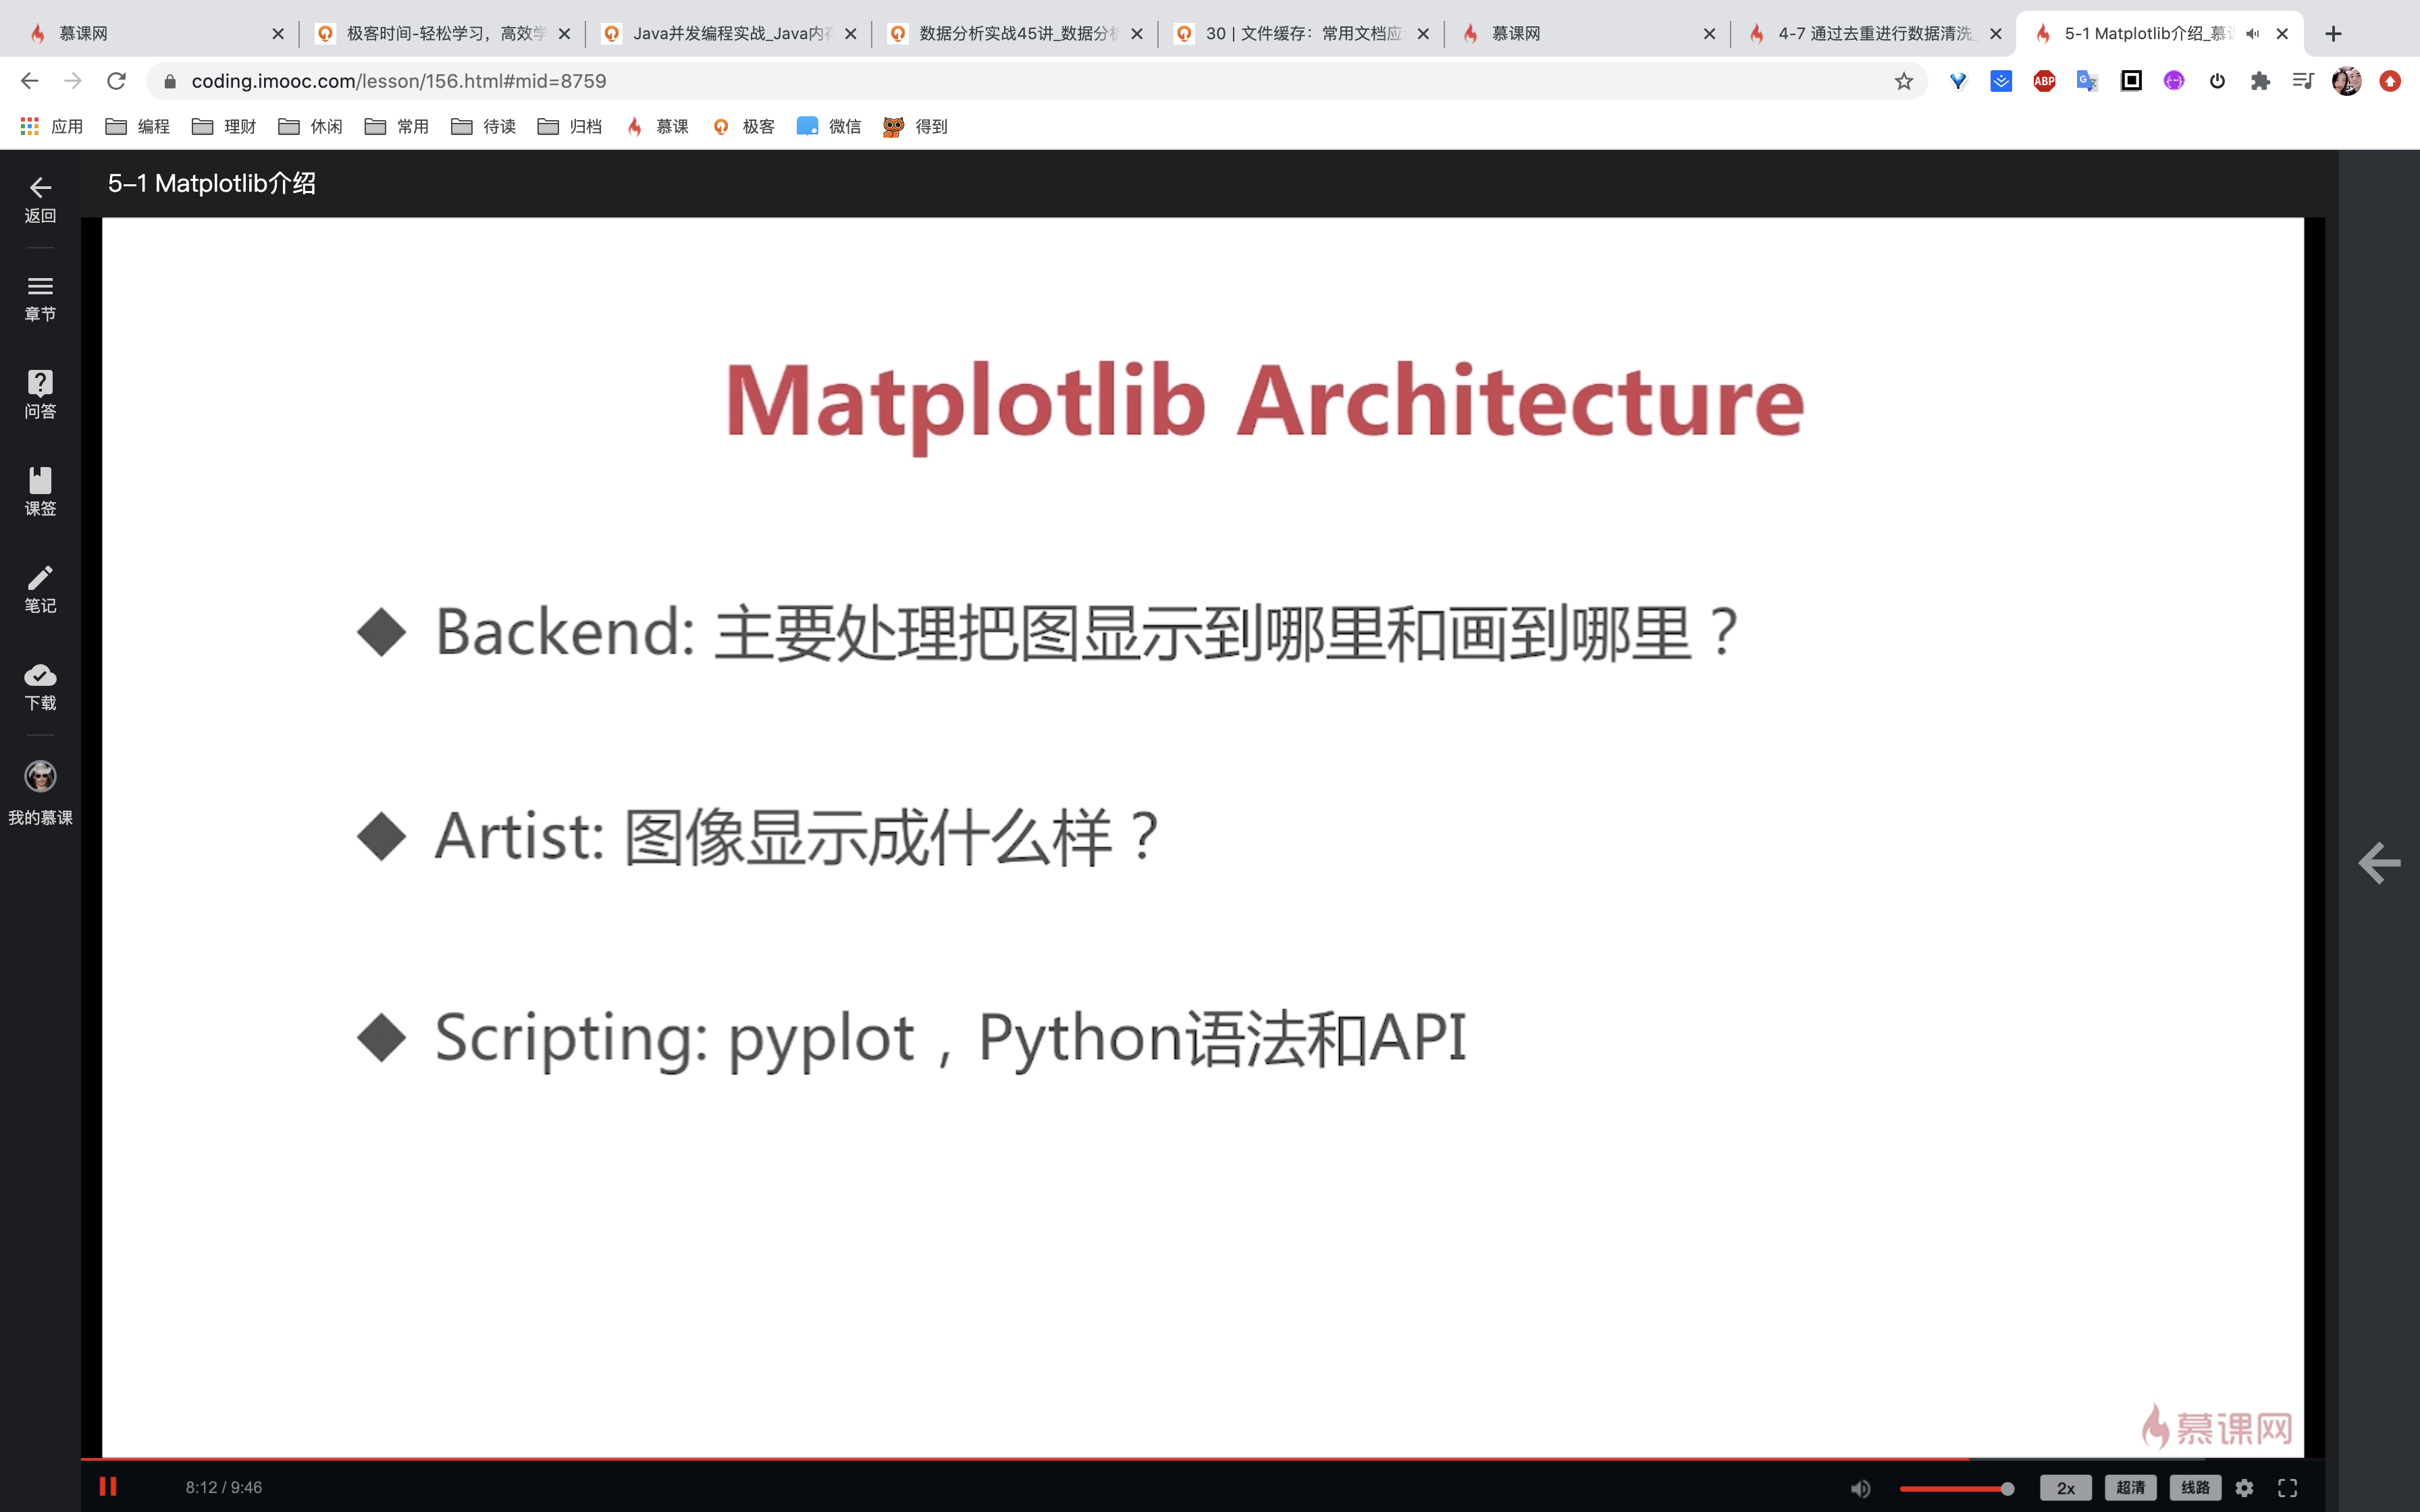 慕课网
极客时间-轻松学习，高效学
Java并发编程实战_Java内存
数据分析实战45讲_数据分析
30 | 文件缓存：常用文档应
慕课网
4-7 通过去重进行数据清洗_
5-1 Matplotlib介绍_慕课
coding.imooc.com/lesson/156.html#mid=8759
ABP
应用
编程
理财
休闲
常用
待读
归档
慕课
极客
微信
得到
返回
章节
问答
课签
笔记
下载
我的慕课
5-1 Matplotlib介绍
Matplotlib Architecture
Backend: 主要处理把图显示到哪里和画到哪里？
Artist: 图像显示成什么样？
Scripting: pyplot，Python语法和API
慕课网
8:12 / 9:46
2x
超清
线路